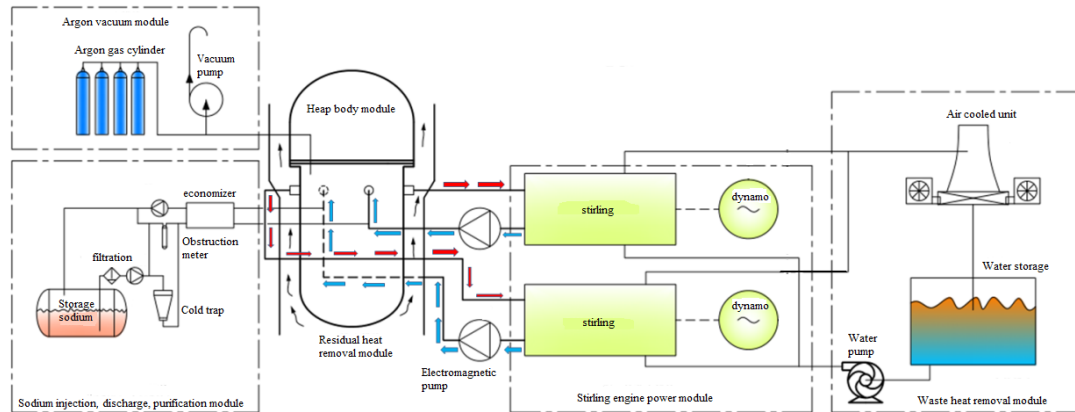 Argon vacuum module
Argon gas cylinder
Vacuum
pump
Heap body module
Air cooled unit
economizer
Obstruction
meter
filtration
Storage
sodium
Cold trap
Residual heat
removal module
Electromagnetic
pump
stirling
dynamo
stirling
dynamo
Water storage
Water
pump
Sodium injection, discharge, purification module
Stirling engine power module
Waste heat removal module